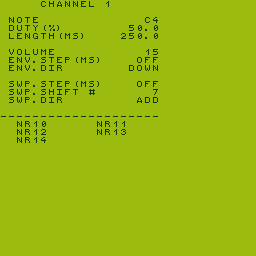 CHANNEL 1
NOTE C4
DUTY(%) 50.0
LENGTH(MS) 250.0
VOLUME 15
ENV.STEP(MS) OFF
ENV.DIR DOWN
SWP.STEP(MS) OFF
SWP.SHIFT # 7
SWP.DIR ADD
--------------------
NR10 NR11
NR12 NR13
NR14